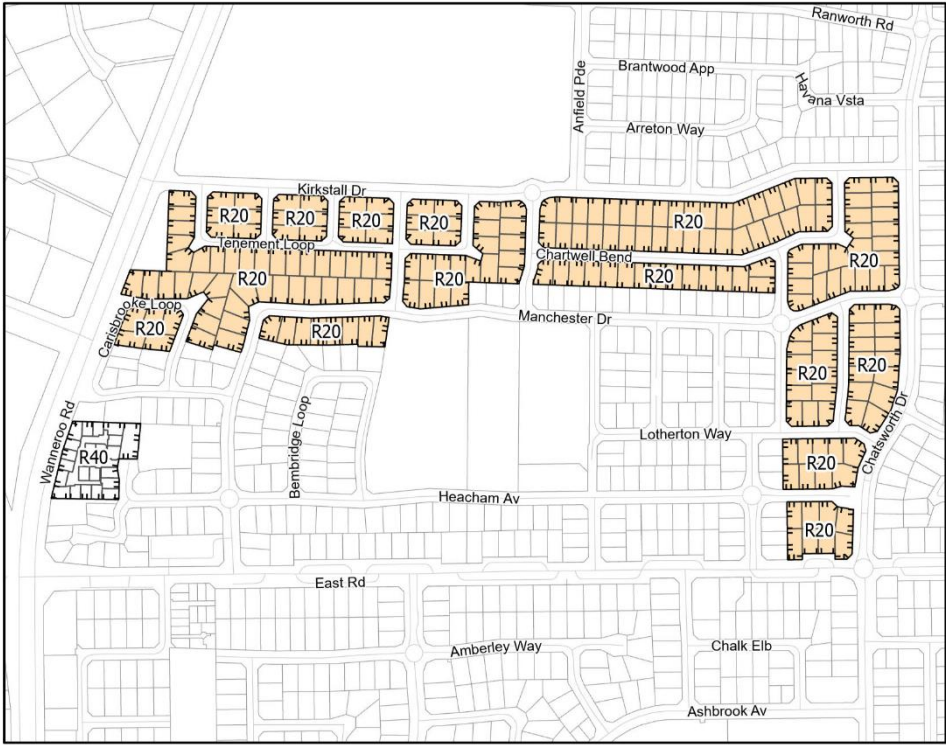 Ranworth Rd
Brantwood App
Havana Vsta
Anfield Pde
Arreton Way
Kirkstall Dr
R20
R20
R20
R20
R20
Tenement Loop
Chartwell Bend
R20
R20
R20
R20
Carlisbrooke Loop
R20
R20
Manchester Dr
R20
R20
Chatsworth Dr
Wanneroo Rd
R40
Bembridge Loop
Lotherton Way
R20
Heacham Av
R20
East Rd
Amberley Way
Chalk Elb
Ashbrook Av